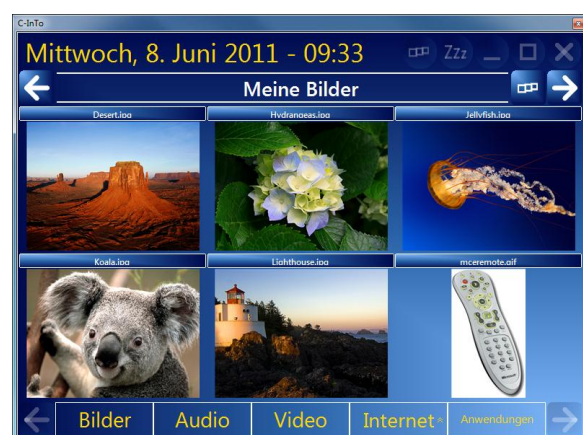 C-InTo
Mittwoch, 8. Juni 2011 - 09:33
Zzz
Meine Bilder
Desert.jpg
Hydrangeas.jpg
Jellyfish.jpg
Koala.jpg
Lighthouse.jpg
mceremote.gif
Bilder
Audio
Video
Internet
Anwendungen